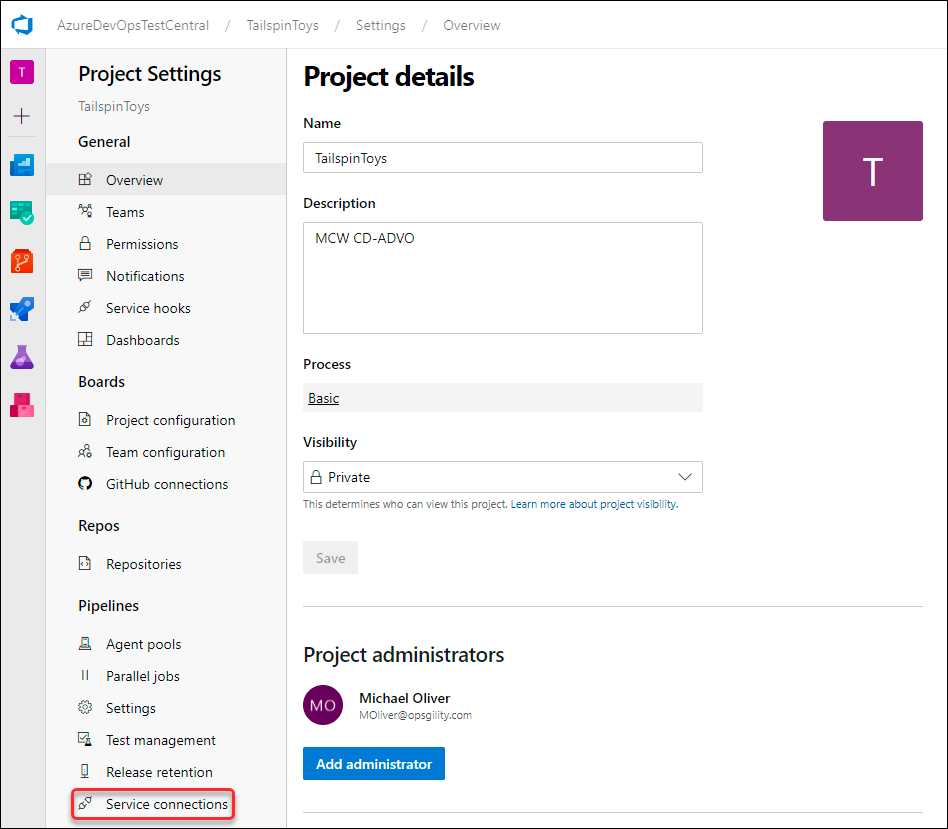 AzureDevOpsTestCentral / TailspinToys / Settings / Overview
T
Project Settings
TailspinToys
General
Overview
Teams
Permissions
Notifications
Service hooks
Dashboards
Boards
Project configuration
Team configuration
GitHub connections
Repos
Repositories
Pipelines
Agent pools
Parallel jobs
Settings
Test management
Release retention
Service connections
Project details
Name
TailspinToys
T
Description
MCW CD-ADVO
Process
Basic
Visibility
Private
This determines who can view this project. Learn more about project visibility.
Save
Project administrators
MO
Michael Oliver
MOliver@opsgility.com
Add administrator